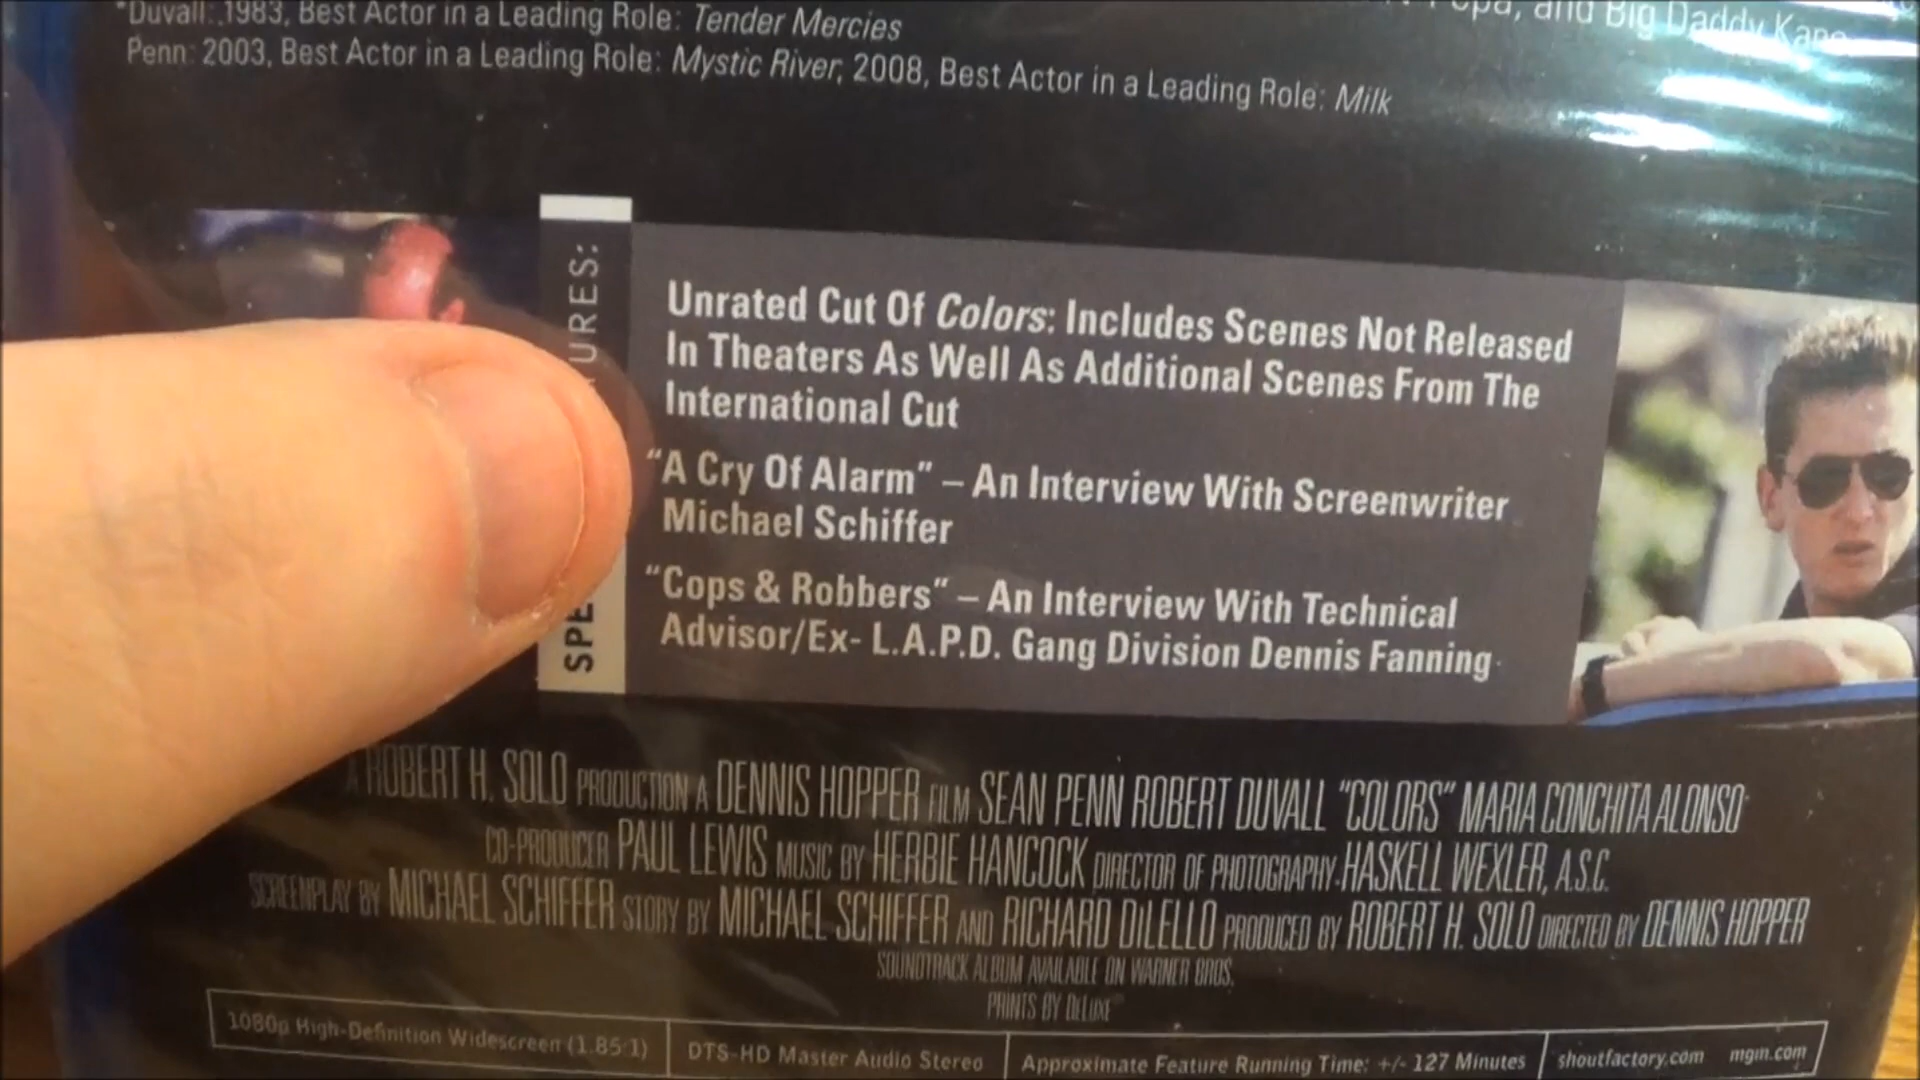 *Duvall: 1983, Best Actor in a Leading Role: Tender Mercies
and Big Daddy Kane
Penn: 2003, Best Actor in a Leading Role: Mystic River, 2008, Best Actor in a Leading Role: Milk
URES:
SPE
Unrated Cut Of Colors: Includes Scenes Not Released
In Theaters As Well As Additional Scenes From The
International Cut
“A Cry Of Alarm” – An Interview With Screenwriter
Michael Schiffer
“Cops & Robbers” – An Interview With Technical
Advisor/Ex- L.A.P.D. Gang Division Dennis Fanning
A ROBERT H. SOLO PRODUCTION A DENNIS HOPPER FILM SEAN PENN ROBERT DUVALL "COLORS" MARIA CONCHITA ALONSO
CO-PRODUCER PAUL LEWIS MUSIC BY HERBIE HANCOCK DIRECTOR OF PHOTOGRAPHY HASKELL WEXLER, A.S.C.
SCREENPLAY BY MICHAEL SCHIFFER STORY BY MICHAEL SCHIFFER AND RICHARD DiLELLO PRODUCED BY ROBERT H. SOLO DIRECTED BY DENNIS HOPPER
SOUNDTRACK ALBUM AVAILABLE ON WARNER BROS.
PRINTS BY DELUXE®
1080p High-Definition Widescreen (1.85:1)
DTS-HD Master Audio Stereo
Approximate Feature Running Time: +/- 127 Minutes
shoutfactory.com mgm.com